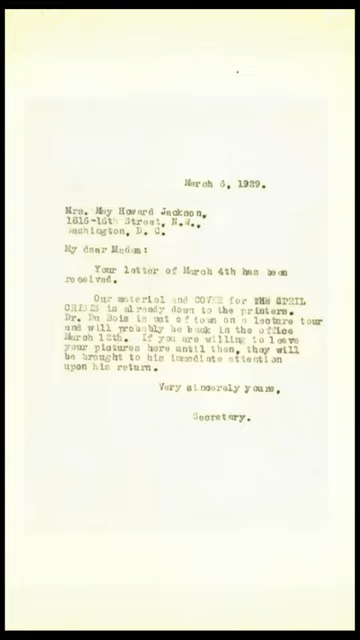 March 6, 1929.
Mrs. May Howard Jackson,
1816-16th Street, N.W.,
Washington, D. C.
My dear Madam:
Your letter of March 4th has been
received.
Our material and COVER for THE APRIL
CRISIS is already down to the printers.
Dr. Du Bois is out of town on a lecture tour
and will probably be back in the office
March 12th. If you are willing to leave
your pictures here until then, they will
be brought to his immediate attention
upon his return.
Very sincerely yours,
Secretary.